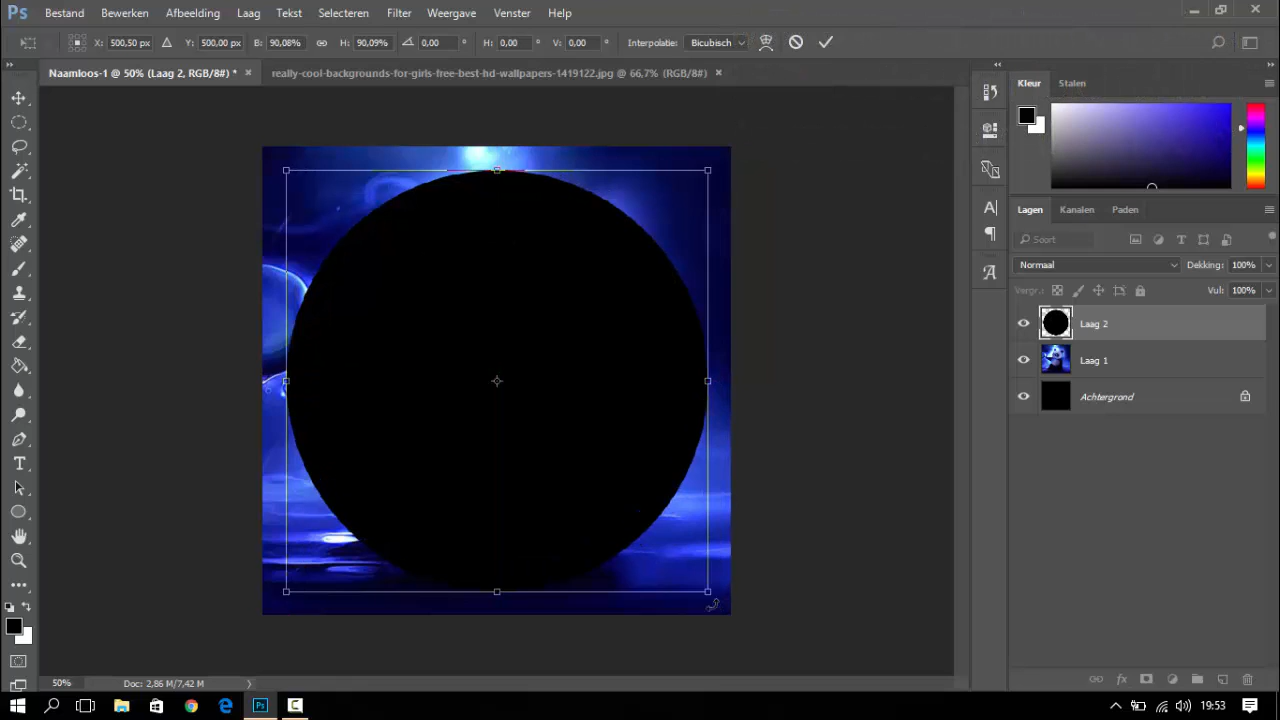 Ps Bestand Bewerken Afbeelding Laag Tekst Selecteren Filter Weergave Venster Help
X: 500,50 px Y: 500,00 px B: 90,08% H: 90,09% 0,00 ° H: 0,00 ° V: 0,00 ° Interpolatie: Bicubisch
Naamloos-1 @ 50% (Laag 2, RGB/8#) * × really-cool-backgrounds-for-girls-free-best-hd-wallpapers-1419122.jpg @ 66,7% (RGB/8#) ×
Kleur Stalen
Lagen Kanalen Paden
Soort
Normaal Dekking: 100%
Vergr.: Vul: 100%
Laag 2
Laag 1
Achtergrond
50% Doc: 2,86 M/7,42 M
19:53